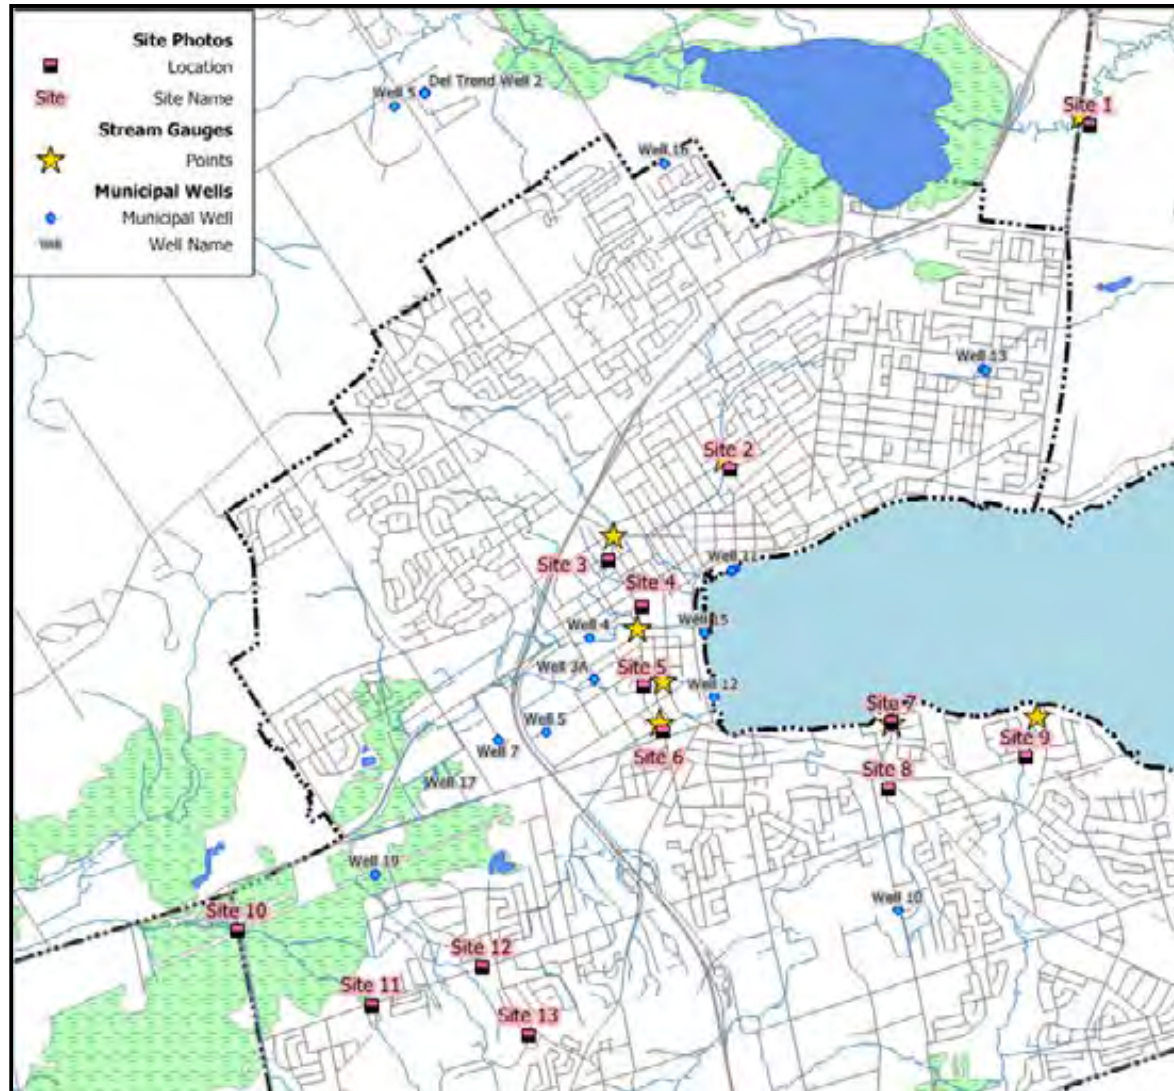 Site Photos
Location
Site Site Name
Stream Gauges
Points
Municipal Wells
Municipal Well
Well Name
Del Trend Well 2
Well 5
Site 1
Well 16
Well 13
Site 2
Site 3
Well 11
Site 4
Well 4
Well 15
Well 3A
Site 5
Well 12
Well 5
Site 7
Well 7
Site 6
Site 9
Well 17
Site 8
Well 19
Well 10
Site 10
Site 12
Site 11
Site 13